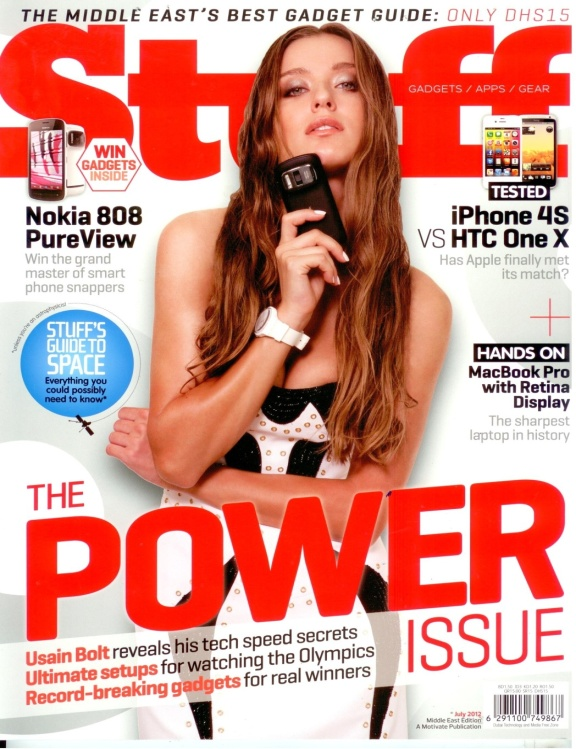 THE MIDDLE EAST'S BEST GADGET GUIDE: ONLY DHS15
Stuff
GADGETS / APPS / GEAR
WIN
GADGETS
INSIDE
Nokia 808
PureView
Win the grand
master of smart
phone snappers
TESTED
iPhone 4S
VS HTC One X
Has Apple finally met
its match?
*unless you're an astrophysicist
STUFF'S
GUIDE TO
SPACE
Everything you
could possibly
need to know*
HANDS ON
MacBook Pro
with Retina
Display
The sharpest
laptop in history
THE
POWER
ISSUE
Usain Bolt reveals his tech speed secrets
Ultimate setups for watching the Olympics
Record-breaking gadgets for real winners
July 2012
Middle East Edition
A Motivate Publication
6 291100 749867